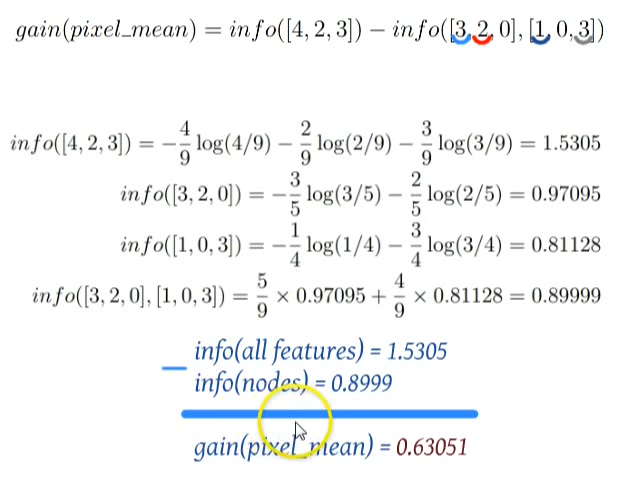 gain(pixel_mean) = info([4, 2, 3]) − info([3, 2, 0], [1, 0, 3])
info([4, 2, 3]) = −4/9 log(4/9) − 2/9 log(2/9) − 3/9 log(3/9) = 1.5305
info([3, 2, 0]) = −3/5 log(3/5) − 2/5 log(2/5) = 0.97095
info([1, 0, 3]) = −1/4 log(1/4) − 3/4 log(3/4) = 0.81128
info([3, 2, 0], [1, 0, 3]) = 5/9 × 0.97095 + 4/9 × 0.81128 = 0.89999
info(all features) = 1.5305
− info(nodes) = 0.8999
gain(pixel_mean) = 0.63051